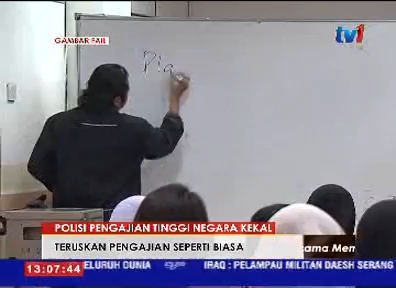 GAMBAR FAIL
tv1
Pla
POLISI PENGAJIAN TINGGI NEGARA KEKAL
TERUSKAN PENGAJIAN SEPERTI BIASA
13:07:44 ELURUH DUNIA IRAQ : PELAMPAU MILITAN DAESH SERANG